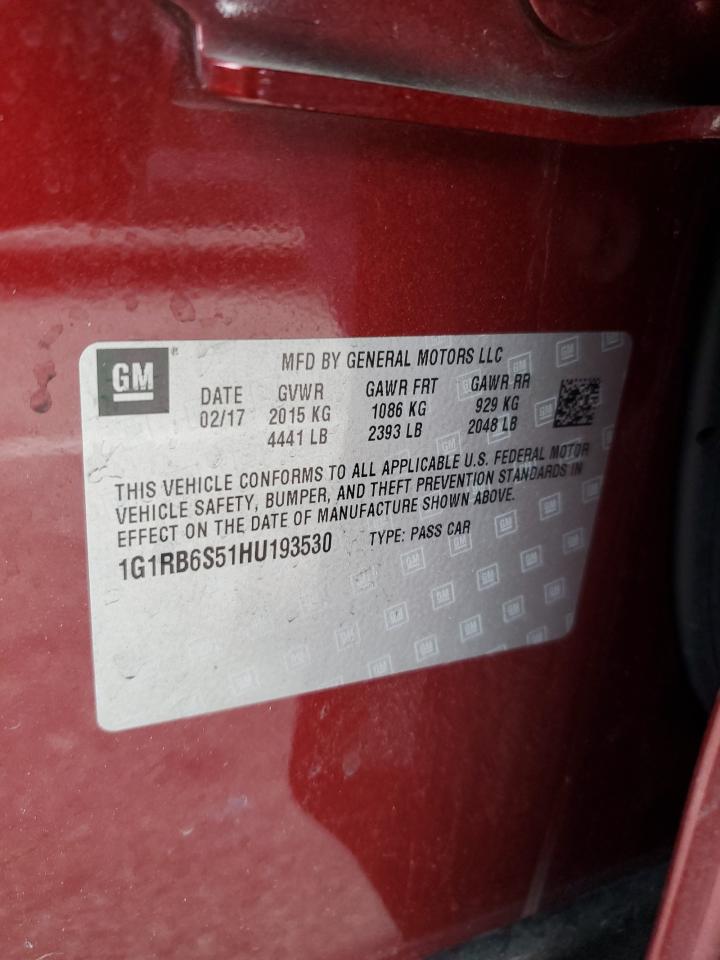 GM
MFD BY GENERAL MOTORS LLC
DATE GVWR GAWR FRT GAWR RR
02/17 2015 KG 1086 KG 929 KG
4441 LB 2393 LB 2048 LB
THIS VEHICLE CONFORMS TO ALL APPLICABLE U.S. FEDERAL MOTOR
VEHICLE SAFETY, BUMPER, AND THEFT PREVENTION STANDARDS IN
EFFECT ON THE DATE OF MANUFACTURE SHOWN ABOVE.
1G1RB6S51HU193530 TYPE: PASS CAR